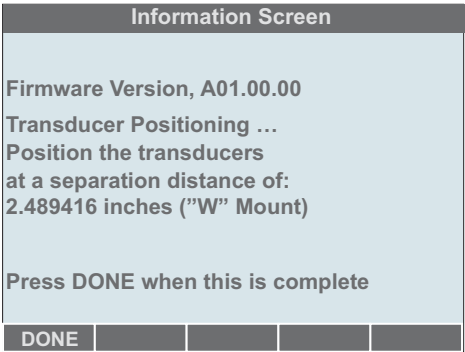 Information Screen
Firmware Version, A01.00.00
Transducer Positioning ...
Position the transducers
at a separation distance of:
2.489416 inches (”W” Mount)
Press DONE when this is complete
DONE